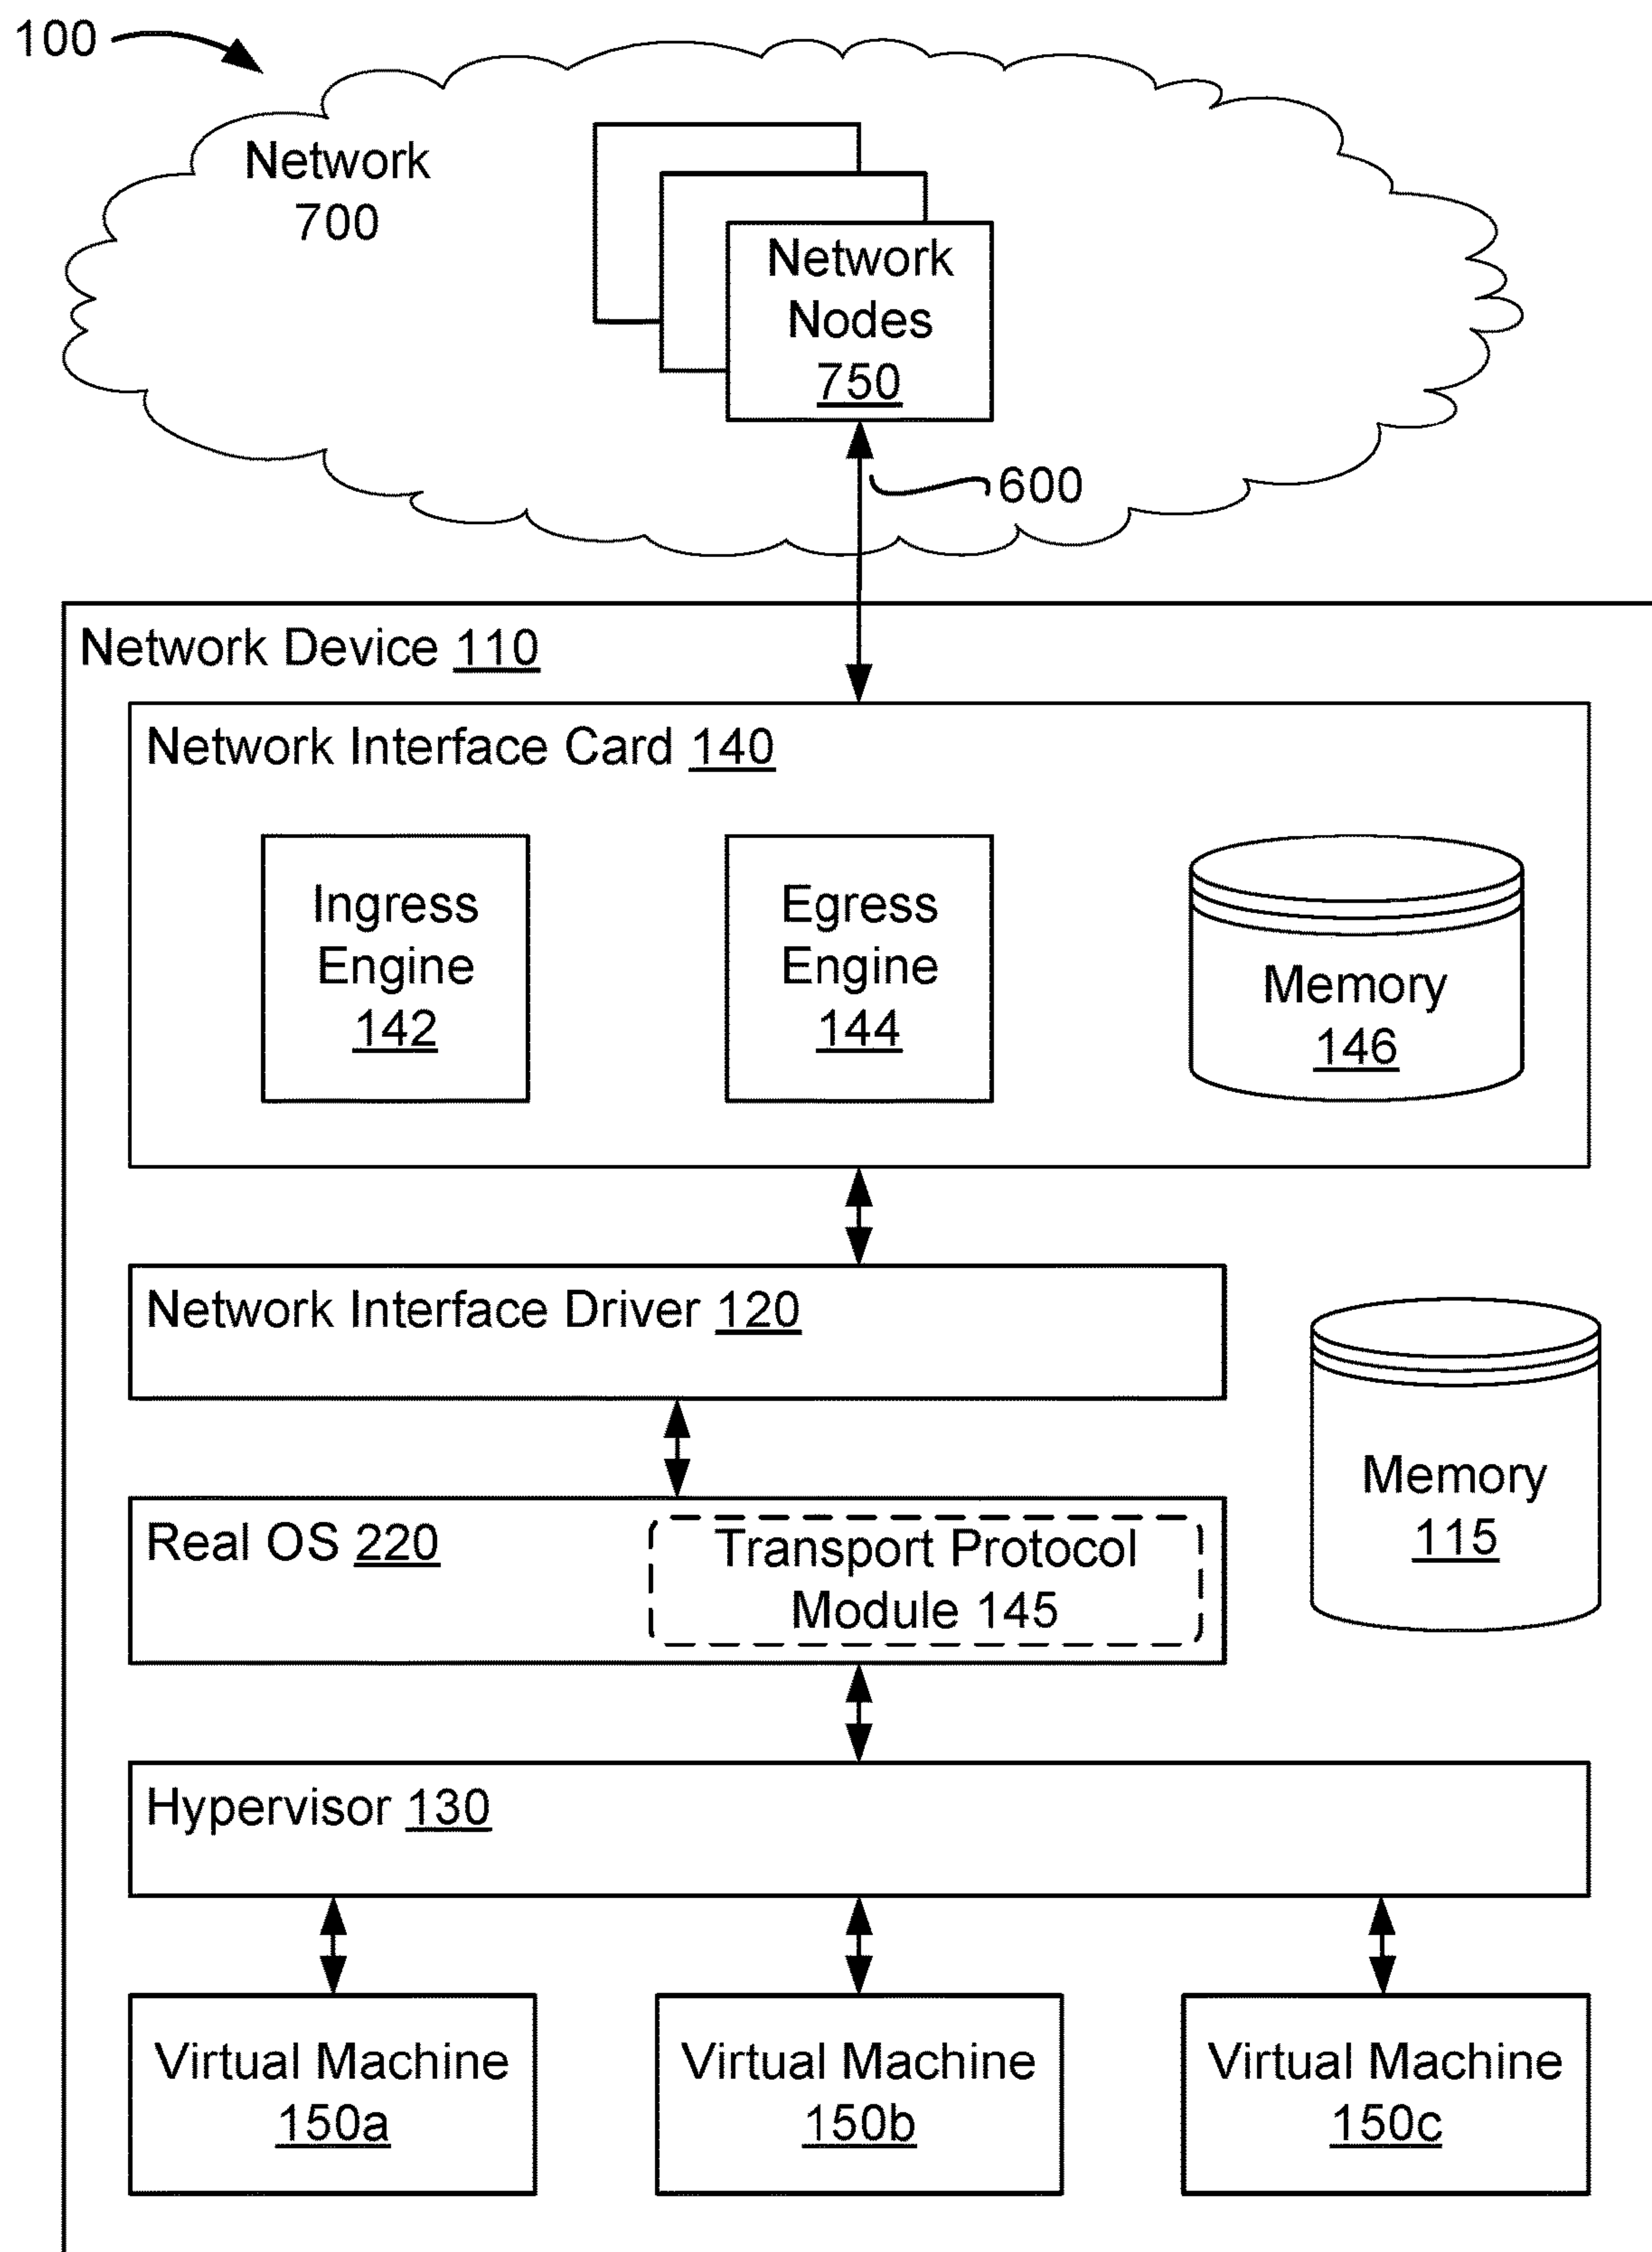 100
Network
700
Network
Nodes
750
600
Network Device 110
Network Interface Card 140
Ingress
Engine
142
Egress
Engine
144
Memory
146
Network Interface Driver 120
Real OS 220
Transport Protocol
Module 145
Memory
115
Hypervisor 130
Virtual Machine
150a
Virtual Machine
150b
Virtual Machine
150c